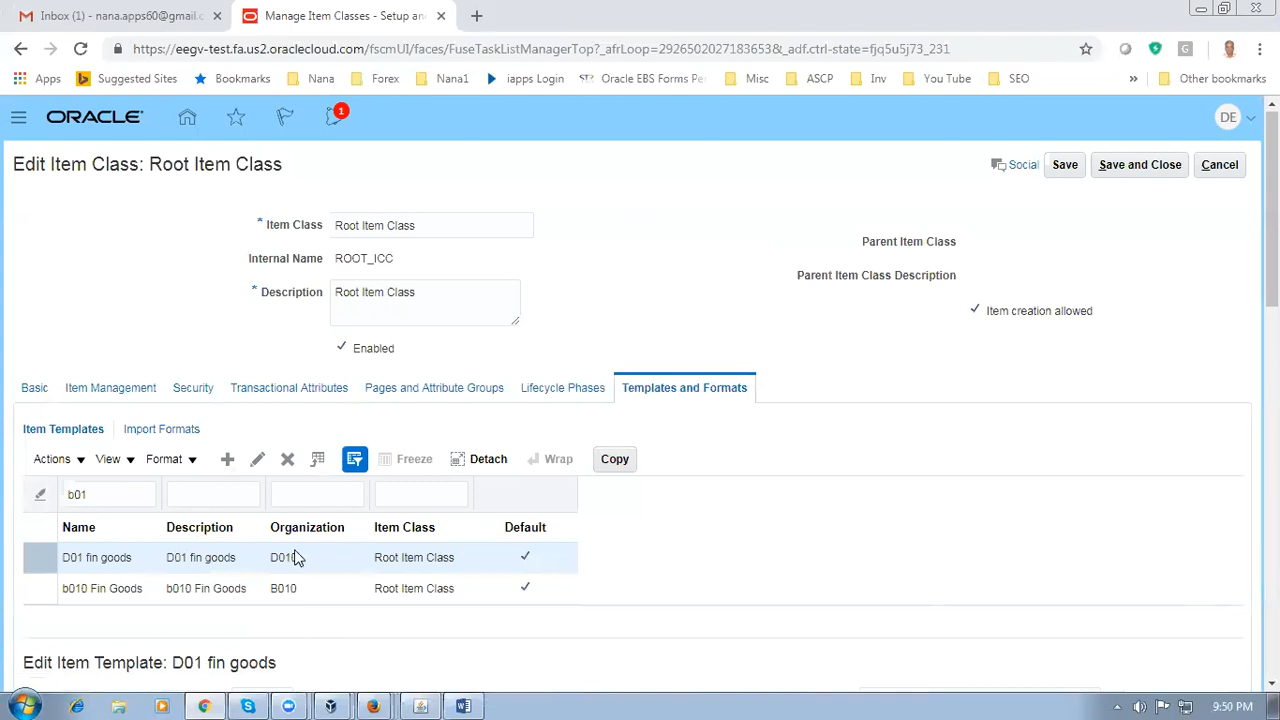 Inbox (1) - nana.apps60@gmail.c
Manage Item Classes - Setup an
https://eegv-test.fa.us2.oraclecloud.com/fscmUI/faces/FuseTaskListManagerTop?_afrLoop=29265020271836538&_adf.ctrl-state=fjq5u5j73_231
Apps Suggested Sites Bookmarks Nana Forex Nana1 iapps Login Oracle EBS Forms Pe Misc ASCP Inv You Tube SEO » Other bookmarks
ORACLE 1 DE
Edit Item Class: Root Item Class
Social Save Save and Close Cancel
* Item Class Root Item Class
Internal Name ROOT_ICC
* Description Root Item Class
Enabled
Parent Item Class
Parent Item Class Description
Item creation allowed
Basic Item Management Security Transactional Attributes Pages and Attribute Groups Lifecycle Phases Templates and Formats
Item Templates Import Formats
Actions View Format Freeze Detach Wrap Copy
b01
Name Description Organization Item Class Default
D01 fin goods D01 fin goods D010 Root Item Class
b010 Fin Goods b010 Fin Goods B010 Root Item Class
Edit Item Template: D01 fin goods
9:50 PM